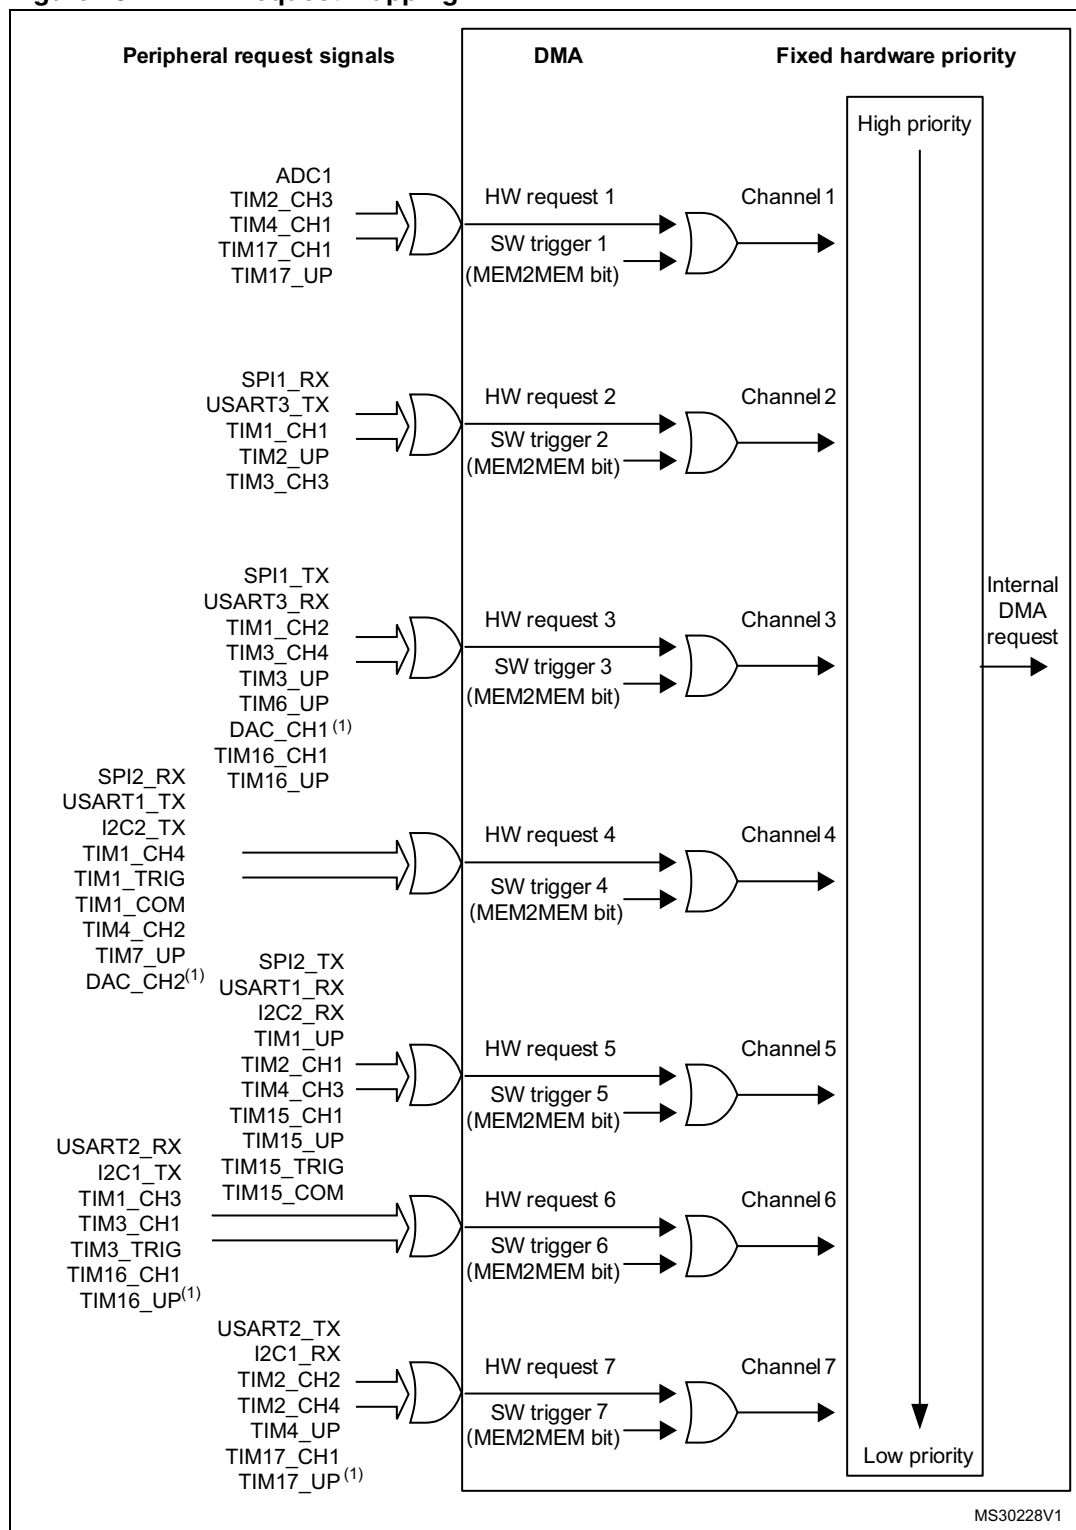 Peripheral request signals
DMA
Fixed hardware priority
High priority
ADC1
TIM2_CH3
TIM4_CH1
TIM17_CH1
TIM17_UP
HW request 1
SW trigger 1
(MEM2MEM bit)
Channel 1
SPI1_RX
USART3_TX
TIM1_CH1
TIM2_UP
TIM3_CH3
HW request 2
SW trigger 2
(MEM2MEM bit)
Channel 2
SPI1_TX
USART3_RX
TIM1_CH2
TIM3_CH4
TIM3_UP
TIM6_UP
DAC_CH1(1)
TIM16_CH1
TIM16_UP
HW request 3
SW trigger 3
(MEM2MEM bit)
Channel 3
Internal
DMA
request
SPI2_RX
USART1_TX
I2C2_TX
TIM1_CH4
TIM1_TRIG
TIM1_COM
TIM4_CH2
TIM7_UP
DAC_CH2(1)
HW request 4
SW trigger 4
(MEM2MEM bit)
Channel 4
SPI2_TX
USART1_RX
I2C2_RX
TIM1_UP
TIM2_CH1
TIM4_CH3
TIM15_CH1
TIM15_UP
TIM15_TRIG
TIM15_COM
HW request 5
SW trigger 5
(MEM2MEM bit)
Channel 5
USART2_RX
I2C1_TX
TIM1_CH3
TIM3_CH1
TIM3_TRIG
TIM16_CH1
TIM16_UP(1)
HW request 6
SW trigger 6
(MEM2MEM bit)
Channel 6
USART2_TX
I2C1_RX
TIM2_CH2
TIM2_CH4
TIM4_UP
TIM17_CH1
TIM17_UP(1)
HW request 7
SW trigger 7
(MEM2MEM bit)
Channel 7
Low priority
MS30228V1